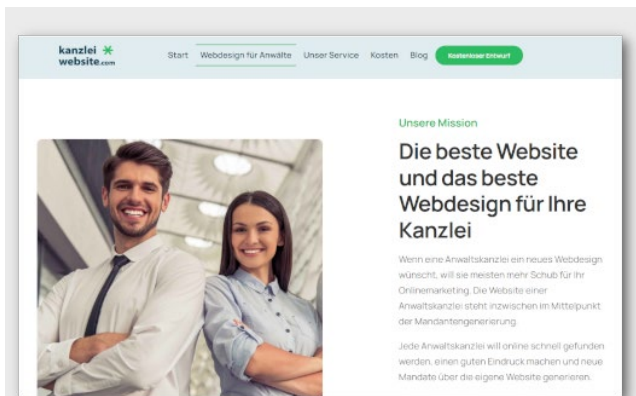 kanzlei
website.com
Start Webdesign für Anwälte Unser Service Kosten Blog Kostenloser Entwurf
Unsere Mission
Die beste Website
und das beste
Webdesign für Ihre
Kanzlei
Wenn eine Anwaltskanzlei ein neues Webdesign
wünscht, will sie meisten mehr Schub für ihr
Onlinemarketing. Die Website einer
Anwaltskanzlei steht inzwischen im Mittelpunkt
der Mandantengenerierung.
Jede Anwaltskanzlei will online schnell gefunden
werden, einen guten Eindruck machen und neue
Mandate über die eigene Website generieren.